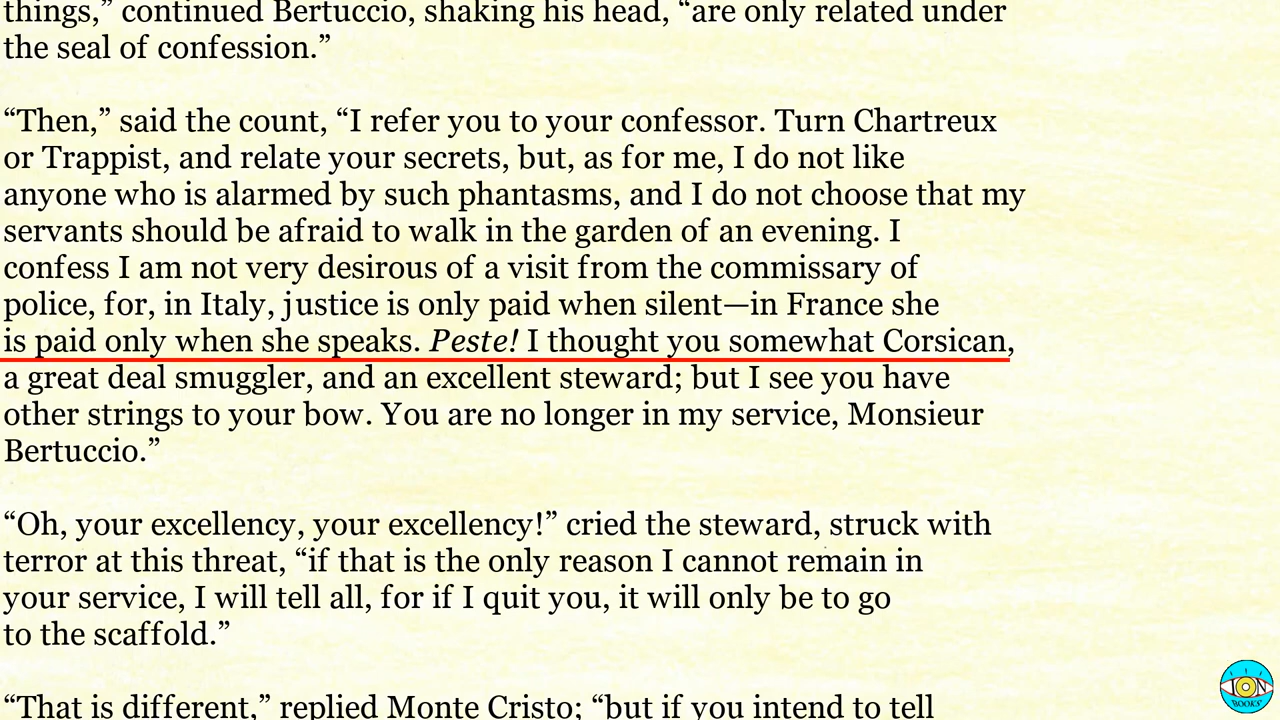 things,” continued Bertuccio, shaking his head, “are only related under
the seal of confession.”
“Then,” said the count, “I refer you to your confessor. Turn Chartreux
or Trappist, and relate your secrets, but, as for me, I do not like
anyone who is alarmed by such phantasms, and I do not choose that my
servants should be afraid to walk in the garden of an evening. I
confess I am not very desirous of a visit from the commissary of
police, for, in Italy, justice is only paid when silent—in France she
is paid only when she speaks. Peste! I thought you somewhat Corsican,
a great deal smuggler, and an excellent steward; but I see you have
other strings to your bow. You are no longer in my service, Monsieur
Bertuccio.”
“Oh, your excellency, your excellency!” cried the steward, struck with
terror at this threat, “if that is the only reason I cannot remain in
your service, I will tell all, for if I quit you, it will only be to go
to the scaffold.”
“That is different,” replied Monte Cristo; “but if you intend to tell
ION
BOOKS